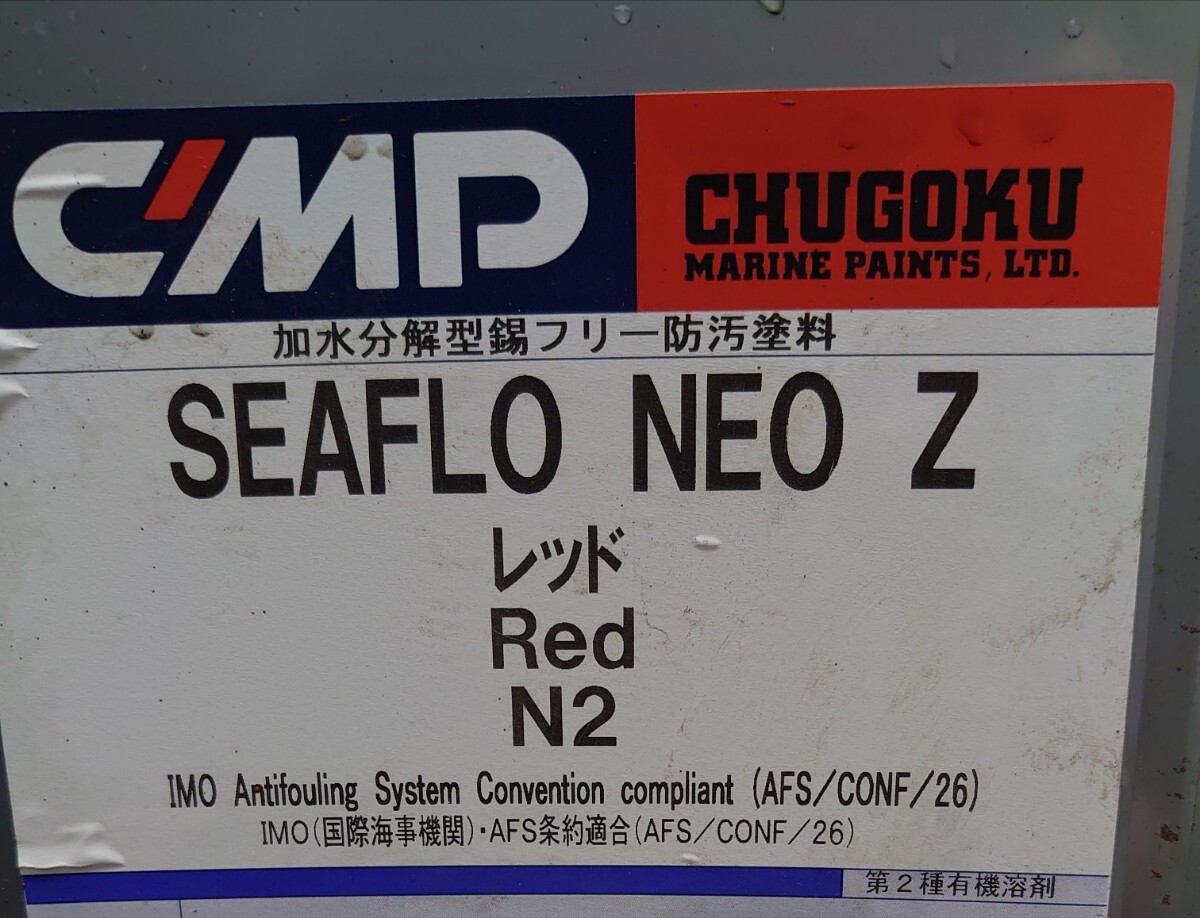 CMP
CHUGOKU
MARINE PAINTS, LTD.
加水分解型錫フリー防汚塗料
SEAFLO NEO Z
レッド
Red
N2
IMO Antifouling System Convention compliant (AFS/CONF/26)
IMO(国際海事機関)・AFS条約適合(AFS/CONF/26)
第2種有機溶剤